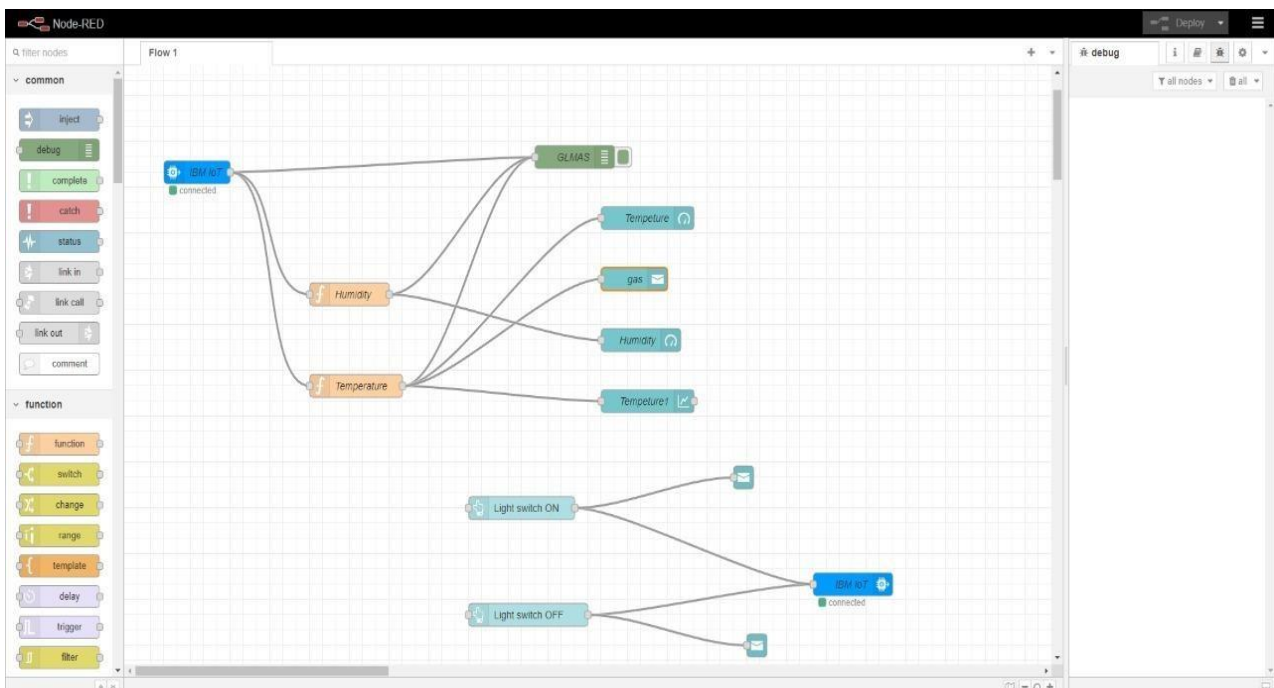 Node-RED
Deploy
filter nodes
Flow 1
debug
i
common
all nodes
all
inject
debug
complete
catch
status
link in
link call
link out
comment
function
function
switch
change
range
template
delay
trigger
filter
IBM IoT
connected
GLMAS
Tempeture
gas
Humidity
Humidity
Temperature
Tempeture1
Light switch ON
IBM IoT
connected
Light switch OFF